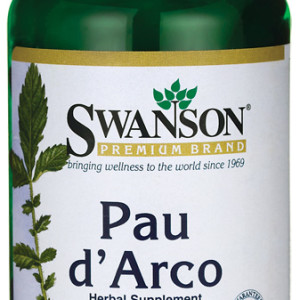 SWANSON®
PREMIUM BRAND
bringing wellness to the world since 1969
Pau
d'Arco
Herbal Supplement